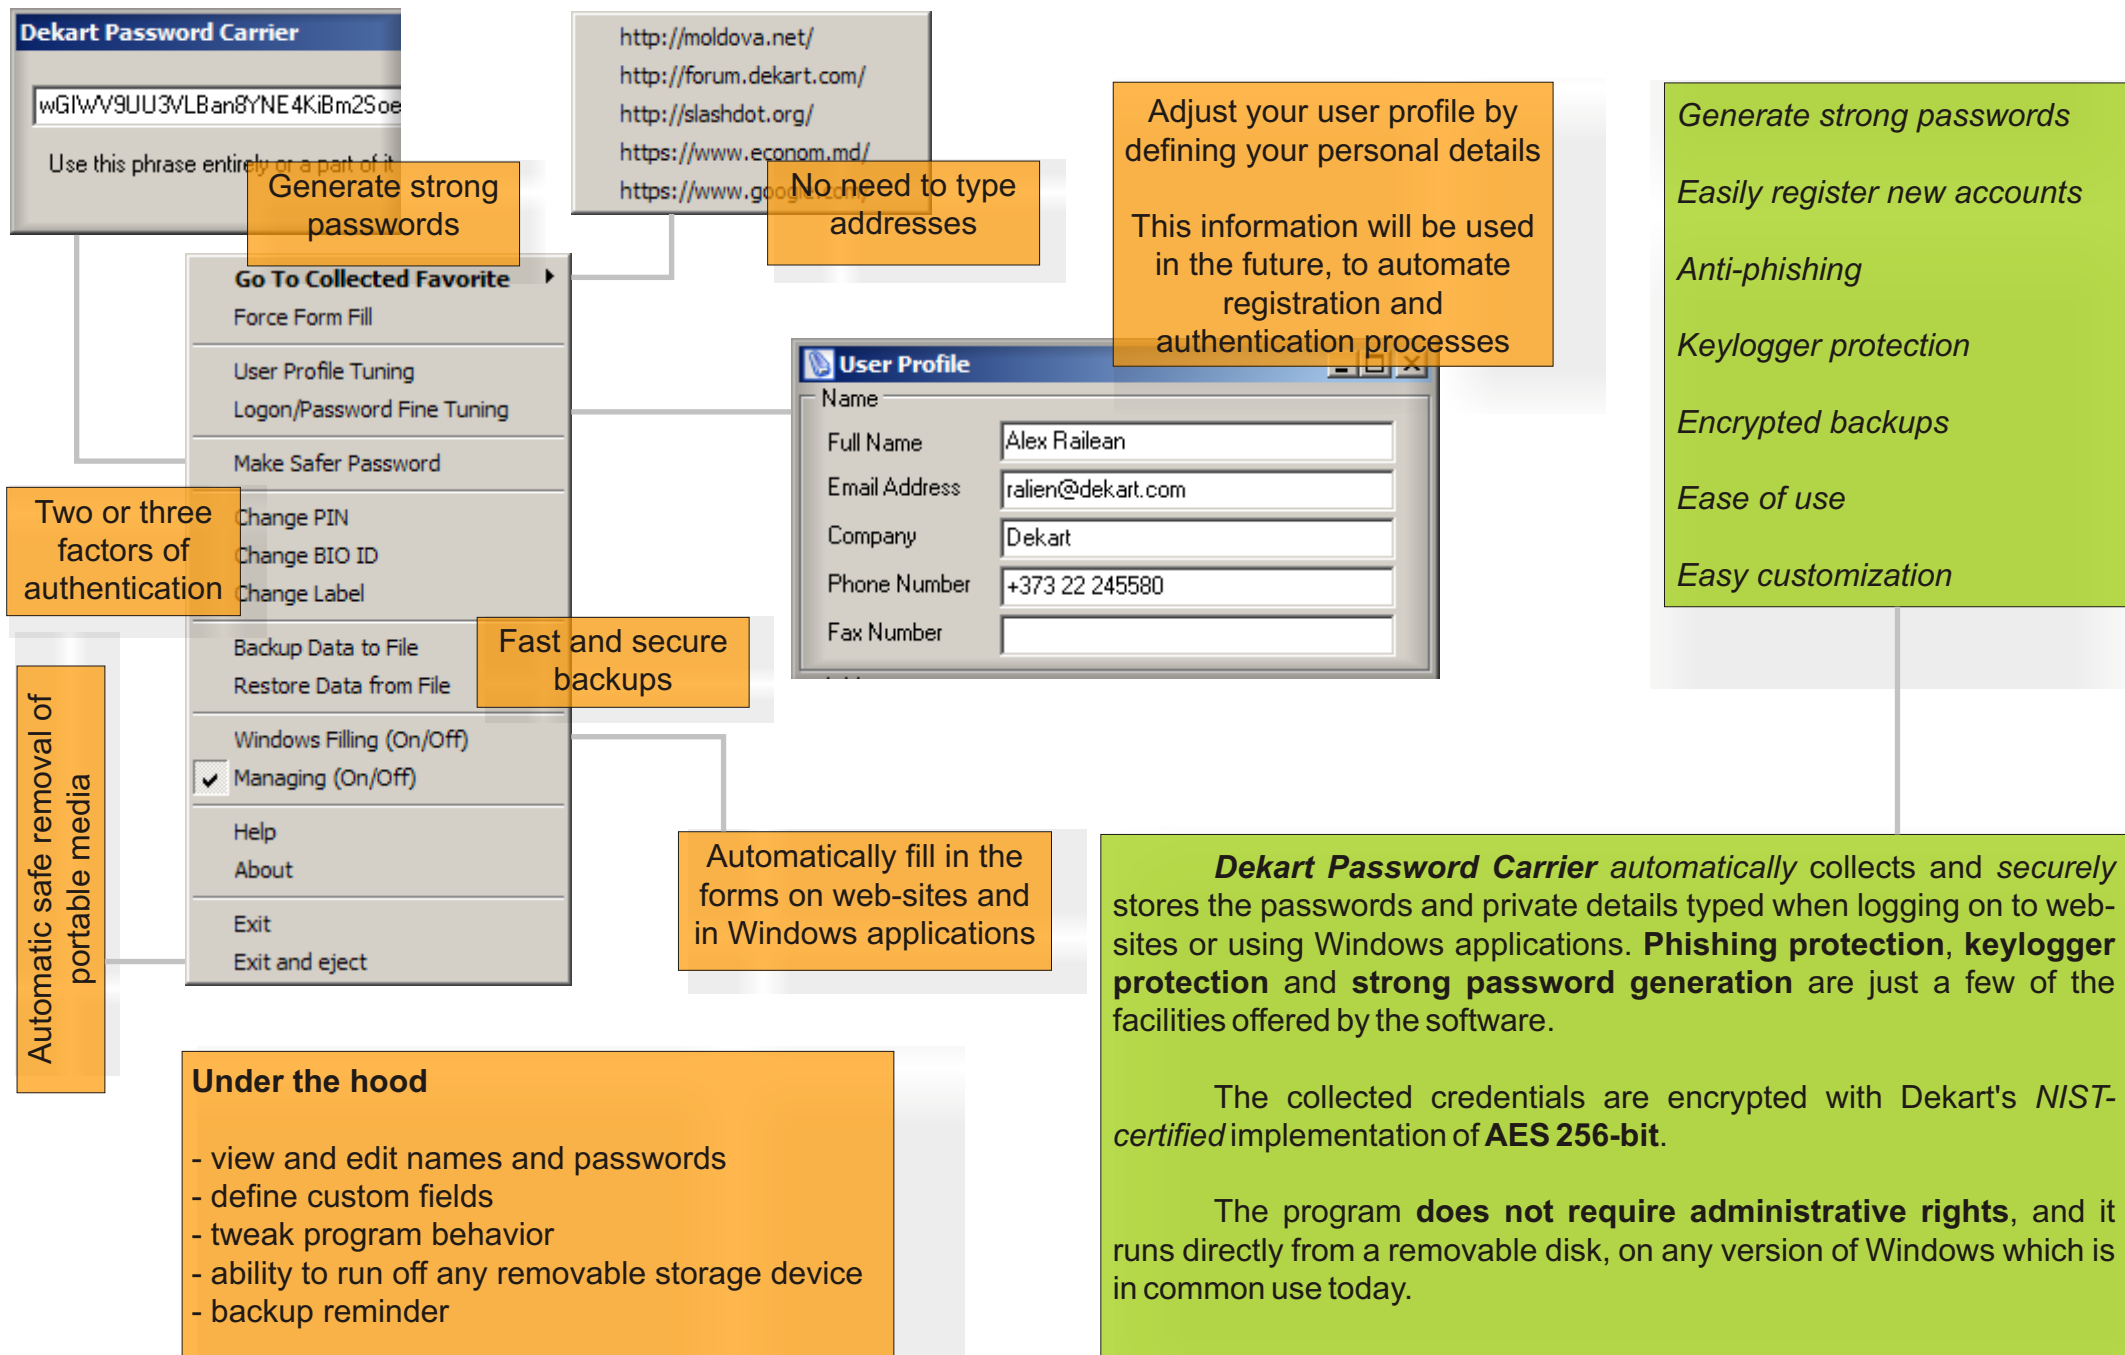 Dekart Password Carrier
wGIWV9UU3VLBan8YNE4KiBm2Soe
Use this phrase entirely or a part of it
Generate strong
passwords
http://moldova.net/
http://forum.dekart.com/
http://slashdot.org/
https://www.econom.md/
https://www.google.com/
No need to type
addresses
Adjust your user profile by
defining your personal details
This information will be used
in the future, to automate
registration and
authentication processes
Generate strong passwords
Easily register new accounts
Anti-phishing
Keylogger protection
Encrypted backups
Ease of use
Easy customization
Go To Collected Favorite
Force Form Fill
User Profile Tuning
Logon/Password Fine Tuning
Make Safer Password
Change PIN
Change BIO ID
Change Label
Backup Data to File
Restore Data from File
Windows Filling (On/Off)
Managing (On/Off)
Help
About
Exit
Exit and eject
Two or three
factors of
authentication
Fast and secure
backups
User Profile
Name
Full Name Alex Railean
Email Address ralien@dekart.com
Company Dekart
Phone Number +373 22 245580
Fax Number
Automatic safe removal of
portable media
Automatically fill in the
forms on web-sites and
in Windows applications
Under the hood
- view and edit names and passwords
- define custom fields
- tweak program behavior
- ability to run off any removable storage device
- backup reminder
Dekart Password Carrier automatically collects and securely
stores the passwords and private details typed when logging on to web-
sites or using Windows applications. Phishing protection, keylogger
protection and strong password generation are just a few of the
facilities offered by the software.
The collected credentials are encrypted with Dekart's NIST-
certified implementation of AES 256-bit.
The program does not require administrative rights, and it
runs directly from a removable disk, on any version of Windows which is
in common use today.